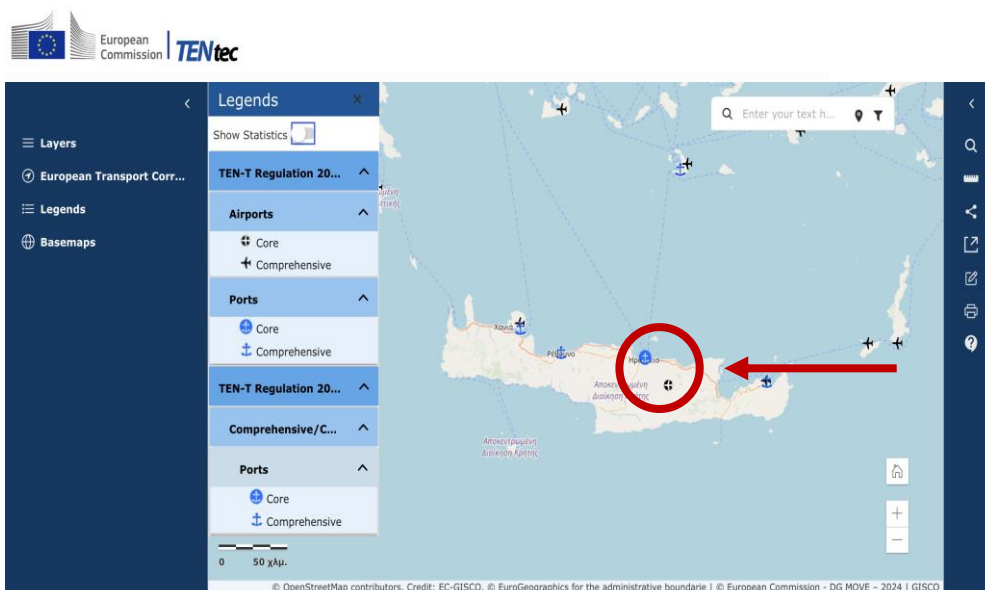 European
Commission
TENtec
Legends
Show Statistics
Layers
European Transport Corr...
Legends
Basemaps
TEN-T Regulation 20...
Airports
Core
Comprehensive
Ports
Core
Comprehensive
TEN-T Regulation 20...
Comprehensive/C...
Ports
Core
Comprehensive
0 50 χλμ.
Enter your text h...
Χανιά
Αποκεντρωμένη
Διοίκηση Κρήτης
Αποκεντρωμένη
Διοίκηση Κρήτης
© OpenStreetMap contributors, Credit: EC-GISCO, © EuroGeographics for the administrative boundarie | © European Commission - DG MOVE – 2024 | GISCO